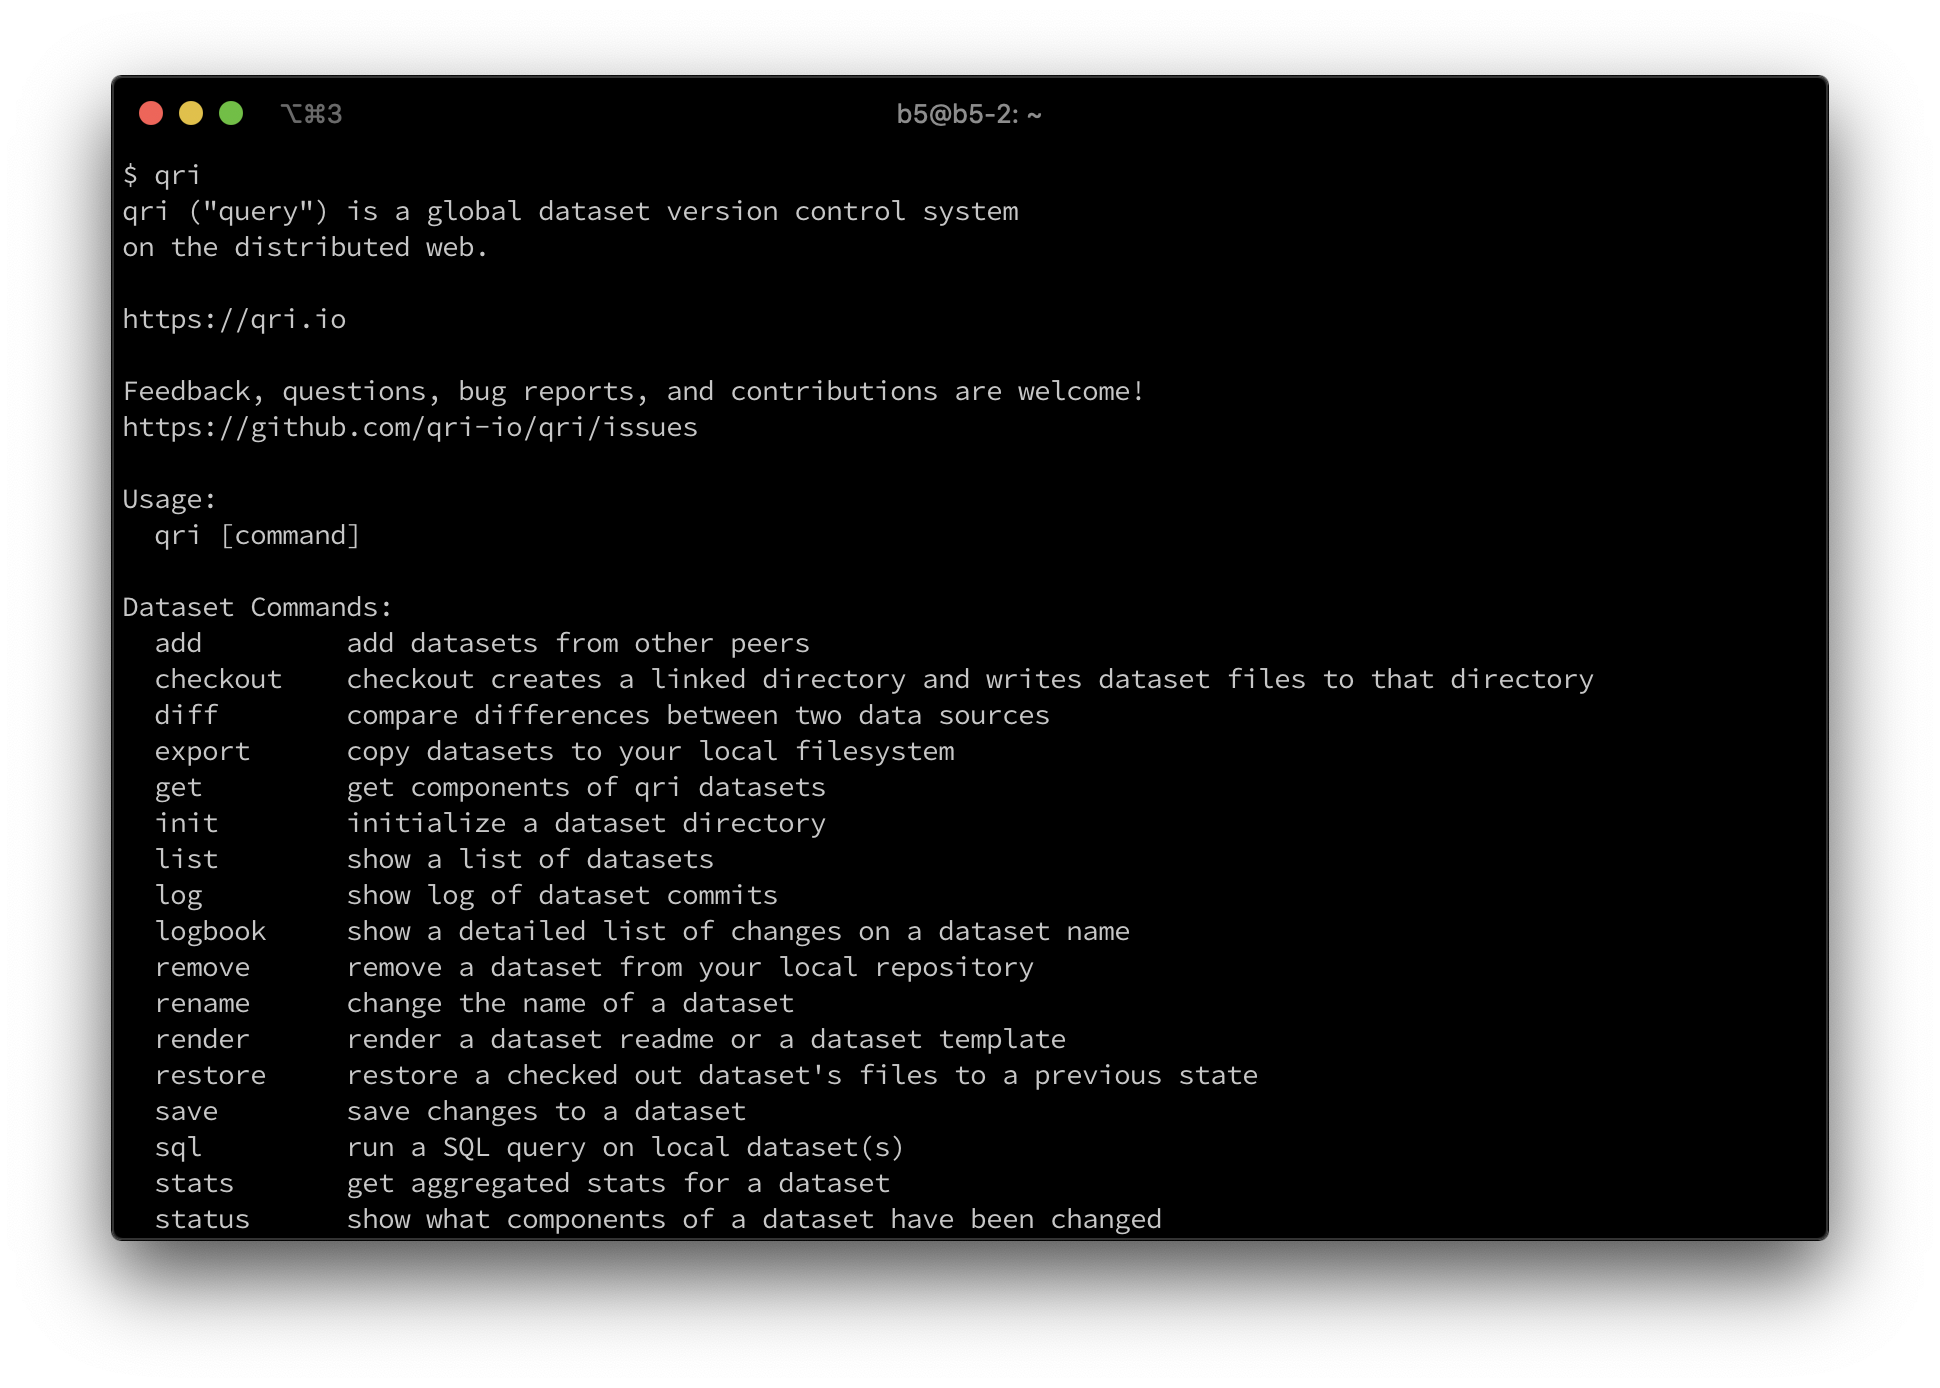 ⌥⌘3
b5@b5-2: ~
$ qri
qri ("query") is a global dataset version control system
on the distributed web.
https://qri.io
Feedback, questions, bug reports, and contributions are welcome!
https://github.com/qri-io/qri/issues
Usage:
  qri [command]
Dataset Commands:
  add         add datasets from other peers
  checkout    checkout creates a linked directory and writes dataset files to that directory
  diff        compare differences between two data sources
  export      copy datasets to your local filesystem
  get         get components of qri datasets
  init        initialize a dataset directory
  list        show a list of datasets
  log         show log of dataset commits
  logbook     show a detailed list of changes on a dataset name
  remove      remove a dataset from your local repository
  rename      change the name of a dataset
  render      render a dataset readme or a dataset template
  restore     restore a checked out dataset's files to a previous state
  save        save changes to a dataset
  sql         run a SQL query on local dataset(s)
  stats       get aggregated stats for a dataset
  status      show what components of a dataset have been changed